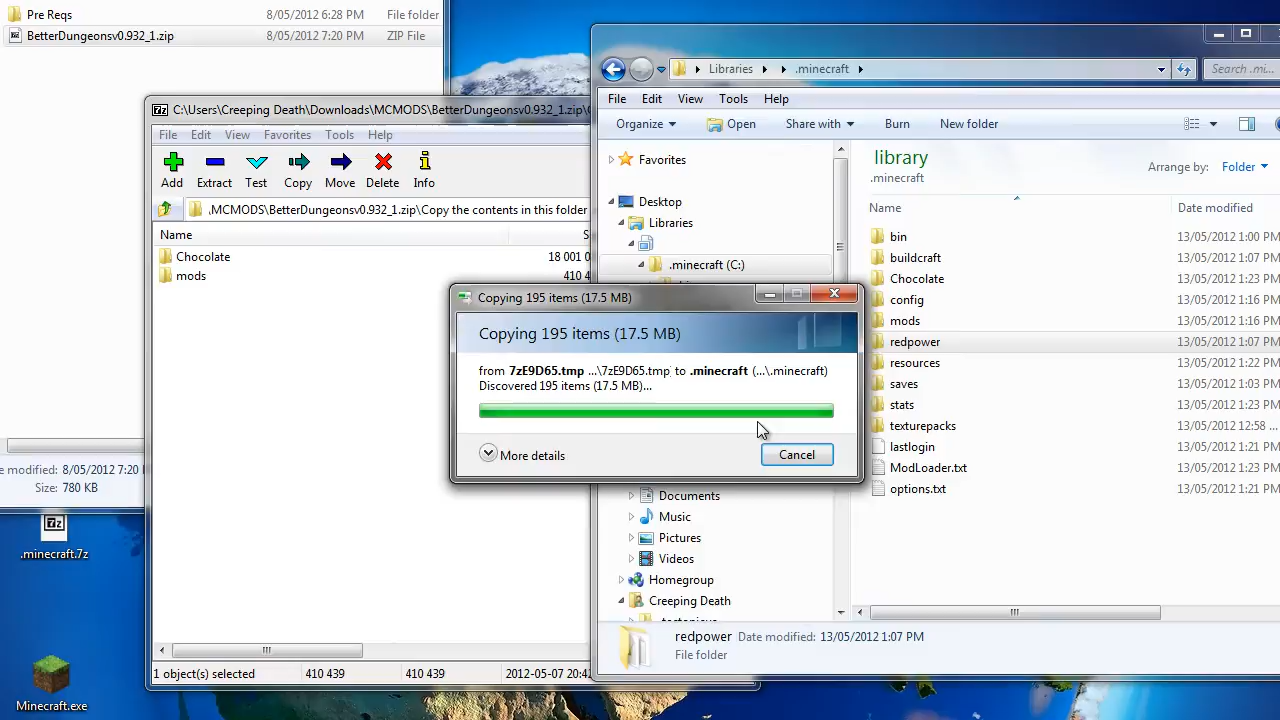 Pre Reqs 8/05/2012 6:28 PM File folder
BetterDungeonsv0.932_1.zip 8/05/2012 7:20 PM ZIP File
C:\Users\Creeping Death\Downloads\MCMODS\BetterDungeonsv0.932_1.zip\
File Edit View Favorites Tools Help
Add Extract Test Copy Move Delete Info
.MCMODS\BetterDungeonsv0.932_1.zip\Copy the contents in this folder
Name
Chocolate 18 001 0
mods 410 4
1 object(s) selected 410 439 410 439 2012-05-07 20:42
Libraries .minecraft
Search .mi...
File Edit View Tools Help
Organize Open Share with Burn New folder
library
.minecraft
Arrange by: Folder
Favorites
Desktop
Libraries
.minecraft (C:)
Documents
Music
Pictures
Videos
Homegroup
Creeping Death
Name Date modified
bin 13/05/2012 1:00 PM
buildcraft 13/05/2012 1:07 PM
Chocolate 13/05/2012 1:23 PM
config 13/05/2012 1:16 PM
mods 13/05/2012 1:16 PM
redpower 13/05/2012 1:07 PM
resources 13/05/2012 1:23 PM
saves 13/05/2012 1:03 PM
stats 13/05/2012 1:23 PM
texturepacks 13/05/2012 12:58 ...
lastlogin 13/05/2012 1:21 PM
ModLoader.txt 13/05/2012 1:23 PM
options.txt 13/05/2012 1:21 PM
redpower Date modified: 13/05/2012 1:07 PM
File folder
Copying 195 items (17.5 MB)
Copying 195 items (17.5 MB)
from 7zE9D65.tmp ...\7zE9D65.tmp to .minecraft (...\.minecraft)
Discovered 195 items (17.5 MB)...
More details Cancel
e modified: 8/05/2012 7:20 P
Size: 780 KB
7z
.minecraft.7z
Minecraft.exe